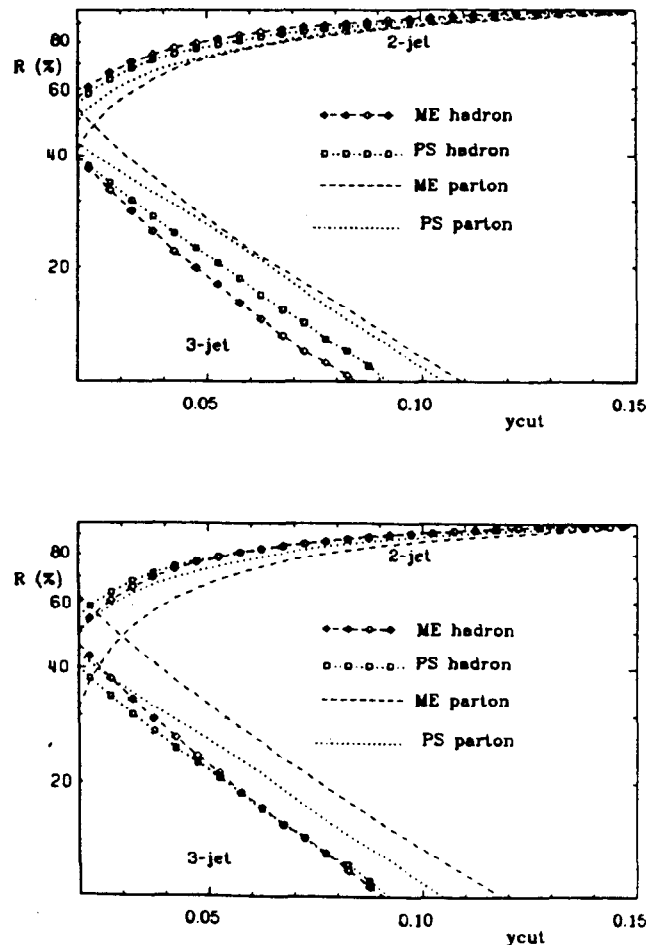 80
R (%)
60
40
20
2-jet
ME hadron
PS hadron
ME parton
PS parton
3-jet
0.05
0.10
0.15
ycut
80
R (%)
60
40
20
2-jet
ME hadron
PS hadron
ME parton
PS parton
3-jet
0.05
0.10
0.15
ycut